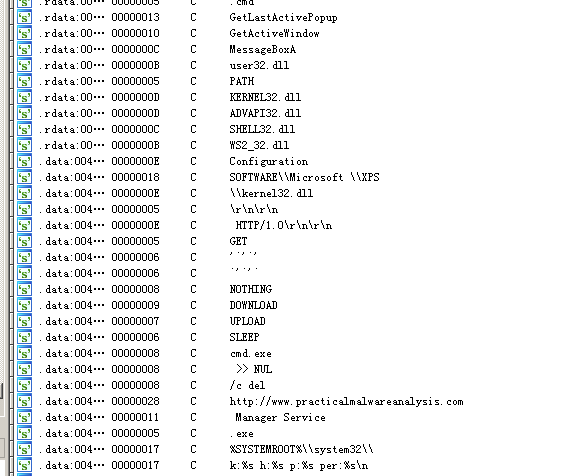 .rdata:00… 00000005 C .cmd
.rdata:00… 00000013 C GetLastActivePopup
.rdata:00… 00000010 C GetActiveWindow
.rdata:00… 0000000C C MessageBoxA
.rdata:00… 0000000B C user32.dll
.rdata:00… 00000005 C PATH
.rdata:00… 0000000D C KERNEL32.dll
.rdata:00… 0000000D C ADVAPI32.dll
.rdata:00… 0000000C C SHELL32.dll
.rdata:00… 0000000B C WS2_32.dll
.data:004… 0000000E C Configuration
.data:004… 00000018 C SOFTWARE\\Microsoft \\XPS
.data:004… 0000000E C \\kernel32.dll
.data:004… 00000005 C \r\n\r\n
.data:004… 0000000E C HTTP/1.0\r\n\r\n
.data:004… 00000005 C GET
.data:004… 00000006 C '`'`'
.data:004… 00000006 C `'`'`
.data:004… 00000008 C NOTHING
.data:004… 00000009 C DOWNLOAD
.data:004… 00000007 C UPLOAD
.data:004… 00000006 C SLEEP
.data:004… 00000008 C cmd.exe
.data:004… 00000008 C >> NUL
.data:004… 00000008 C /c del
.data:004… 00000028 C http://www.practicalmalwareanalysis.com
.data:004… 00000011 C Manager Service
.data:004… 00000005 C .exe
.data:004… 00000017 C %SYSTEMROOT%\\system32\\
.data:004… 00000017 C k:%s h:%s p:%s per:%s\n